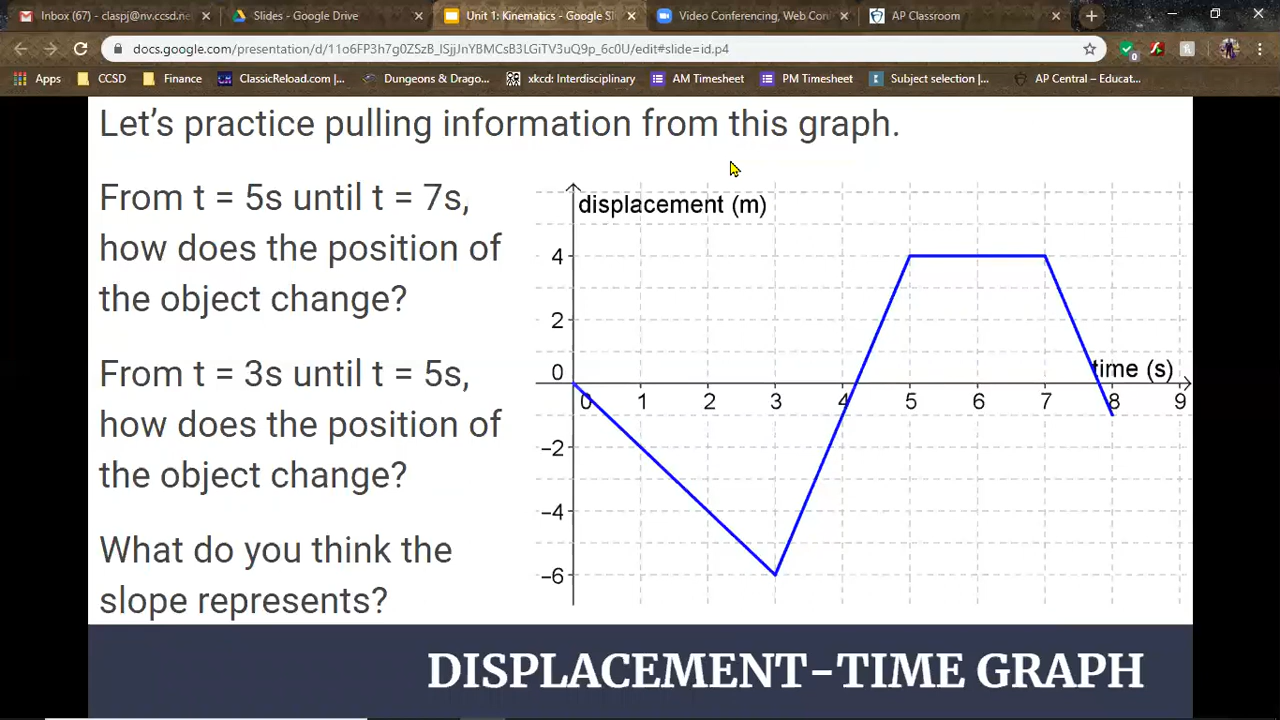 Inbox (67) - claspj@nv.ccsd.ne
Slides - Google Drive
Unit 1: Kinematics - Google Sl
Video Conferencing, Web Con
AP Classroom
docs.google.com/presentation/d/11o6FP3h7g0ZSzB_lSjjJnYBMCsB3LGiTV3uQ9p_6c0U/edit#slide=id.p4
Apps
CCSD
Finance
ClassicReload.com |...
Dungeons & Drago...
xkcd: Interdisciplinary
AM Timesheet
PM Timesheet
Subject selection |...
AP Central – Educat...
Let's practice pulling information from this graph.
From t = 5s until t = 7s,
how does the position of
the object change?
From t = 3s until t = 5s,
how does the position of
the object change?
What do you think the
slope represents?
displacement (m)
4
2
0
−2
−4
−6
time (s)
0 1 2 3 4 5 6 7 8 9
DISPLACEMENT-TIME GRAPH